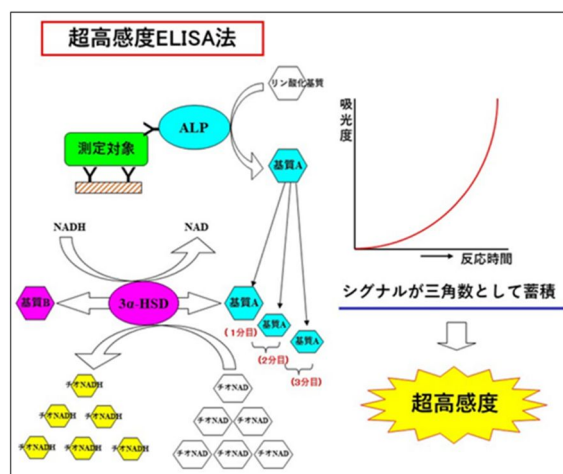 超高感度ELISA法
リン酸化基質
ALP
測定対象
基質A
NADH
NAD
基質B
3α-HSD
基質A
(1分目)
基質A
(2分目)
基質A
(3分目)
チオNADH
チオNADH
チオNADH
チオNADH
チオNADH
チオNADH
チオNAD
チオNAD
チオNAD
チオNAD
チオNAD
チオNAD
吸光度
反応時間
シグナルが三角数として蓄積
超高感度